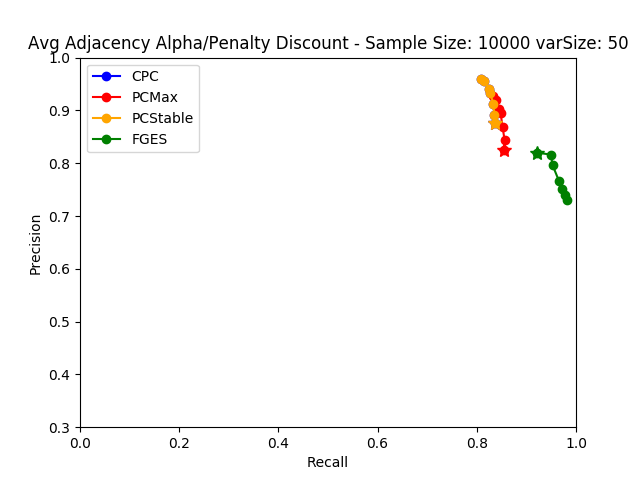 Avg Adjacency Alpha/Penalty Discount - Sample Size: 10000 varSize: 50
1.0
0.9
0.8
0.7
0.6
0.5
0.4
0.3
Precision
CPC
PCMax
PCStable
FGES
0.0
0.2
0.4
0.6
0.8
1.0
Recall